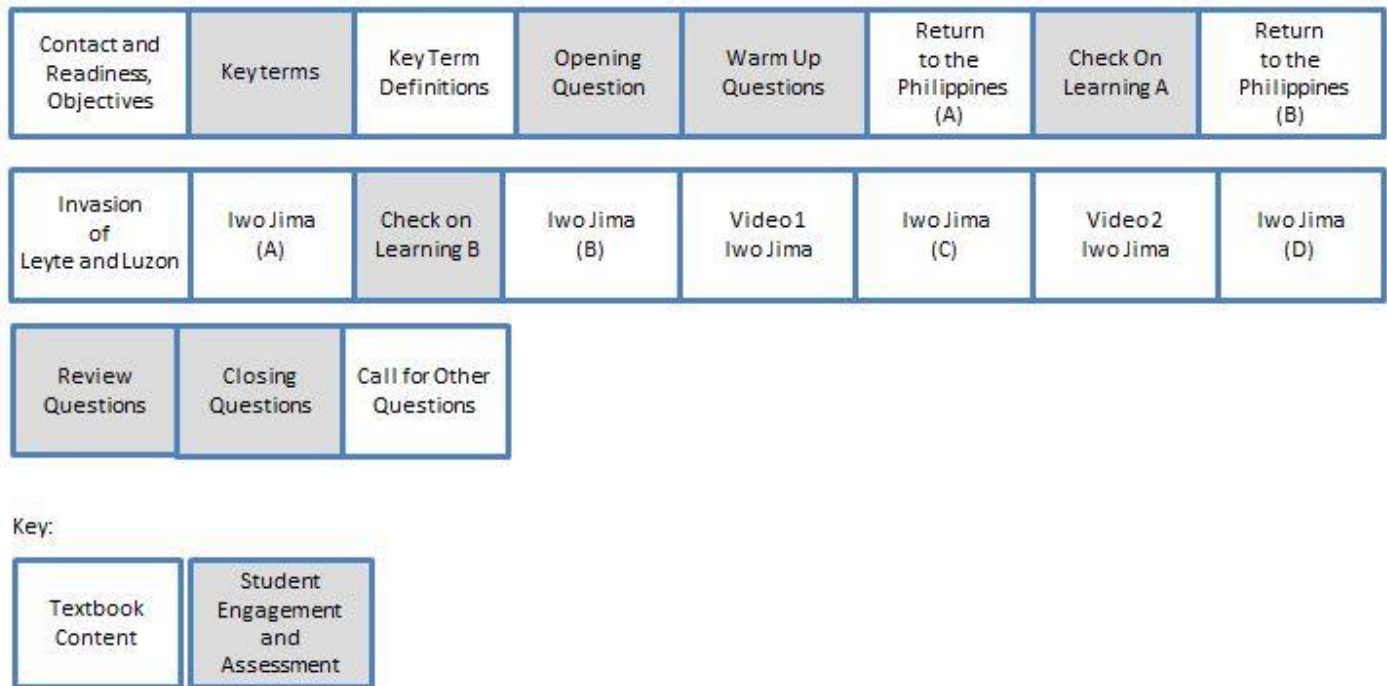 Contact and
Readiness,
Objectives
Key terms
Key Term
Definitions
Opening
Question
Warm Up
Questions
Return
to the
Philippines
(A)
Check On
Learning A
Return
to the
Philippines
(B)
Invasion
of
Leyte and Luzon
Iwo Jima
(A)
Check on
Learning B
Iwo Jima
(B)
Video 1
Iwo Jima
Iwo Jima
(C)
Video 2
Iwo Jima
Iwo Jima
(D)
Review
Questions
Closing
Questions
Call for Other
Questions
Key:
Textbook
Content
Student
Engagement
and
Assessment